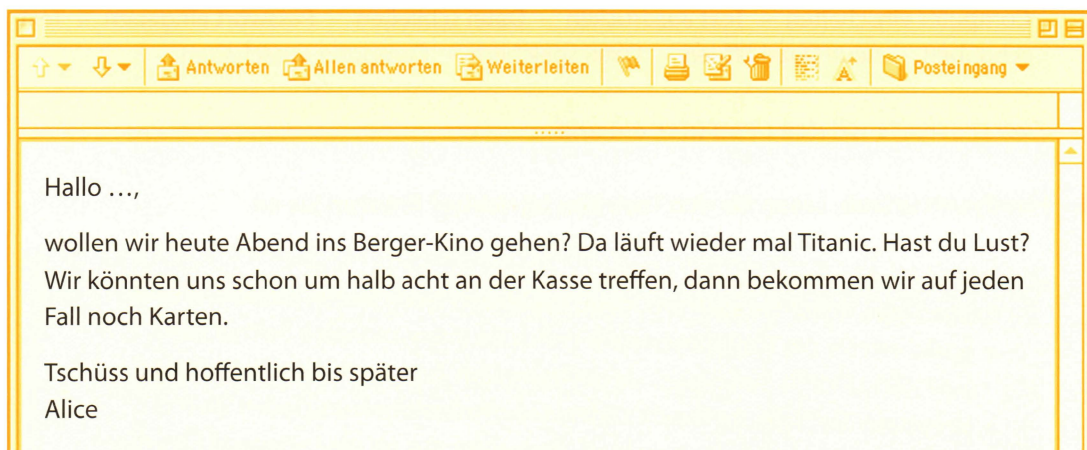 Antworten Allen antworten Weiterleiten Posteingang
Hallo …,
wollen wir heute Abend ins Berger-Kino gehen? Da läuft wieder mal Titanic. Hast du Lust?
Wir könnten uns schon um halb acht an der Kasse treffen, dann bekommen wir auf jeden
Fall noch Karten.
Tschüss und hoffentlich bis später
Alice